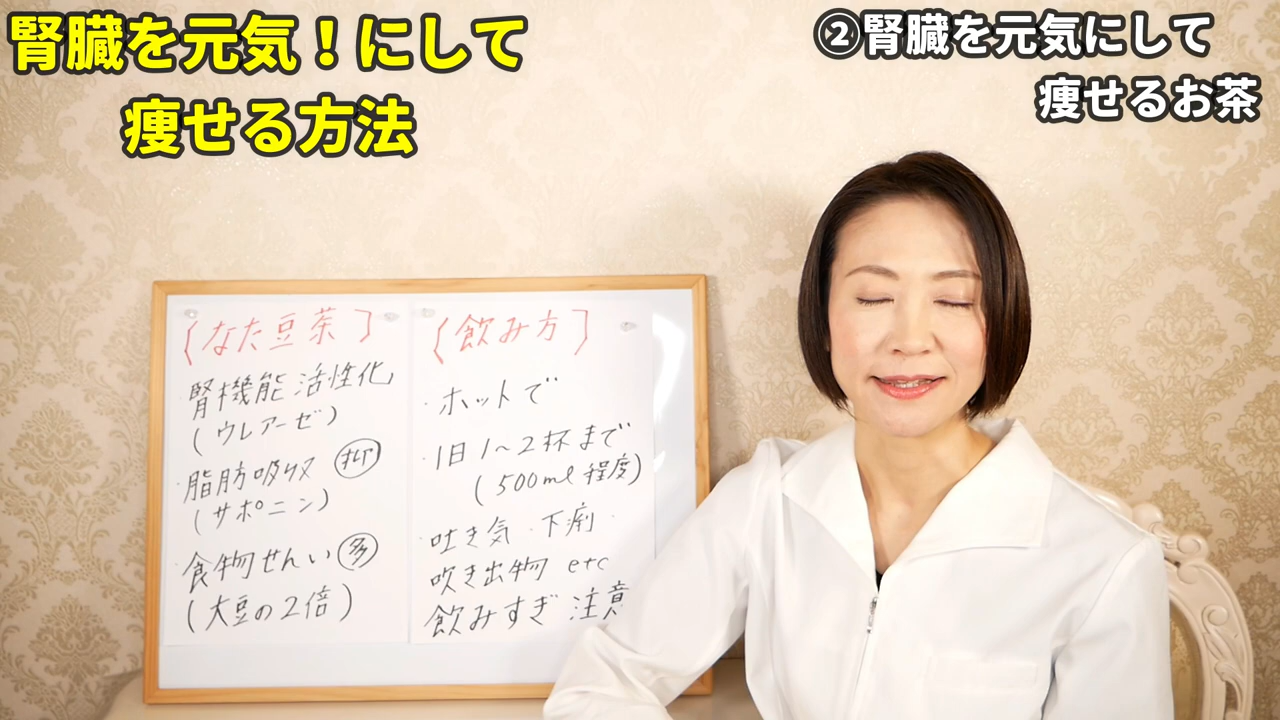 腎臓を元気！にして
痩せる方法
②腎臓を元気にして
痩せるお茶
〔なた豆茶〕
腎機能活性化
(ウレアーゼ)
脂肪吸収 抑
(サポニン)
食物せんい 多
(大豆の2倍)
〔飲み方〕
・ホットで
・1日1〜2杯まで
(500ml程度)
・吐き気・下痢・
吹き出物 etc
飲みすぎ注意